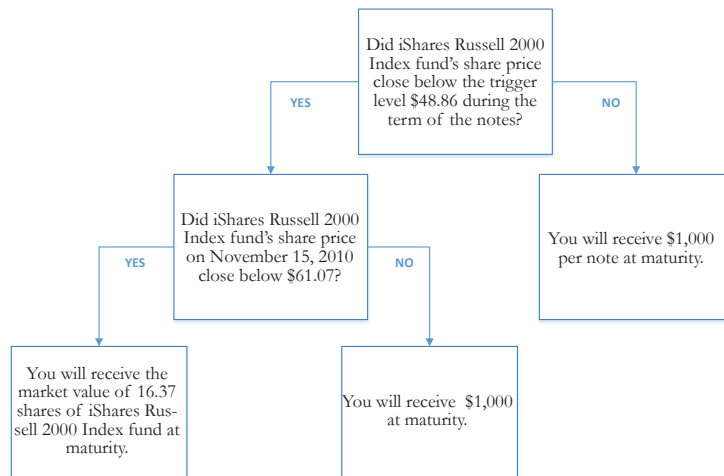 Did iShares Russell 2000
Index fund's share price
close below the trigger
level $48.86 during the
term of the notes?
YES
NO
Did iShares Russell 2000
Index fund's share price
on November 15, 2010
close below $61.07?
You will receive $1,000
per note at maturity.
YES
NO
You will receive the
market value of 16.37
shares of iShares Rus-
sell 2000 Index fund at
maturity.
You will receive $1,000
at maturity.